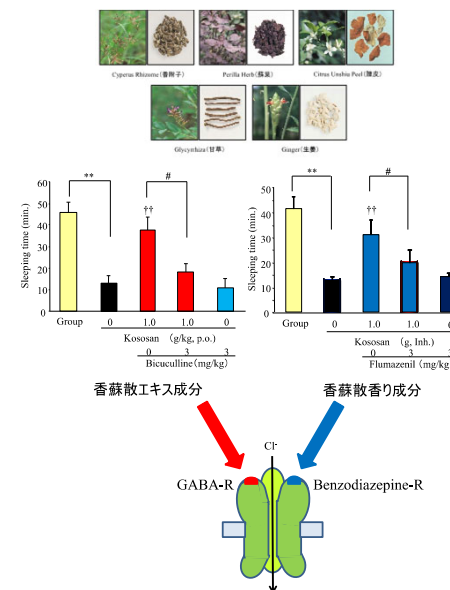 Cyperus Rhizome(香附子)
Perilla Herb(蘇葉)
Citrus Unshiu Peel(陳皮)
Glycyrrhiza(甘草)
Ginger(生姜)
Sleeping time (min.)
60
50
40
30
20
10
0
**
#
††
Group
0
1.0
1.0
0
Kososan (g/kg, p.o.)
0
3
3
Bicuculline(mg/kg)
Sleeping time (min.)
50
40
30
20
10
0
**
#
††
Group
0
1.0
1.0
Kososan (g, Inh.)
0
3
3
Flumazenil(mg/kg
香蘇散エキス成分
香蘇散香り成分
Cl-
GABA-R
Benzodiazepine-R